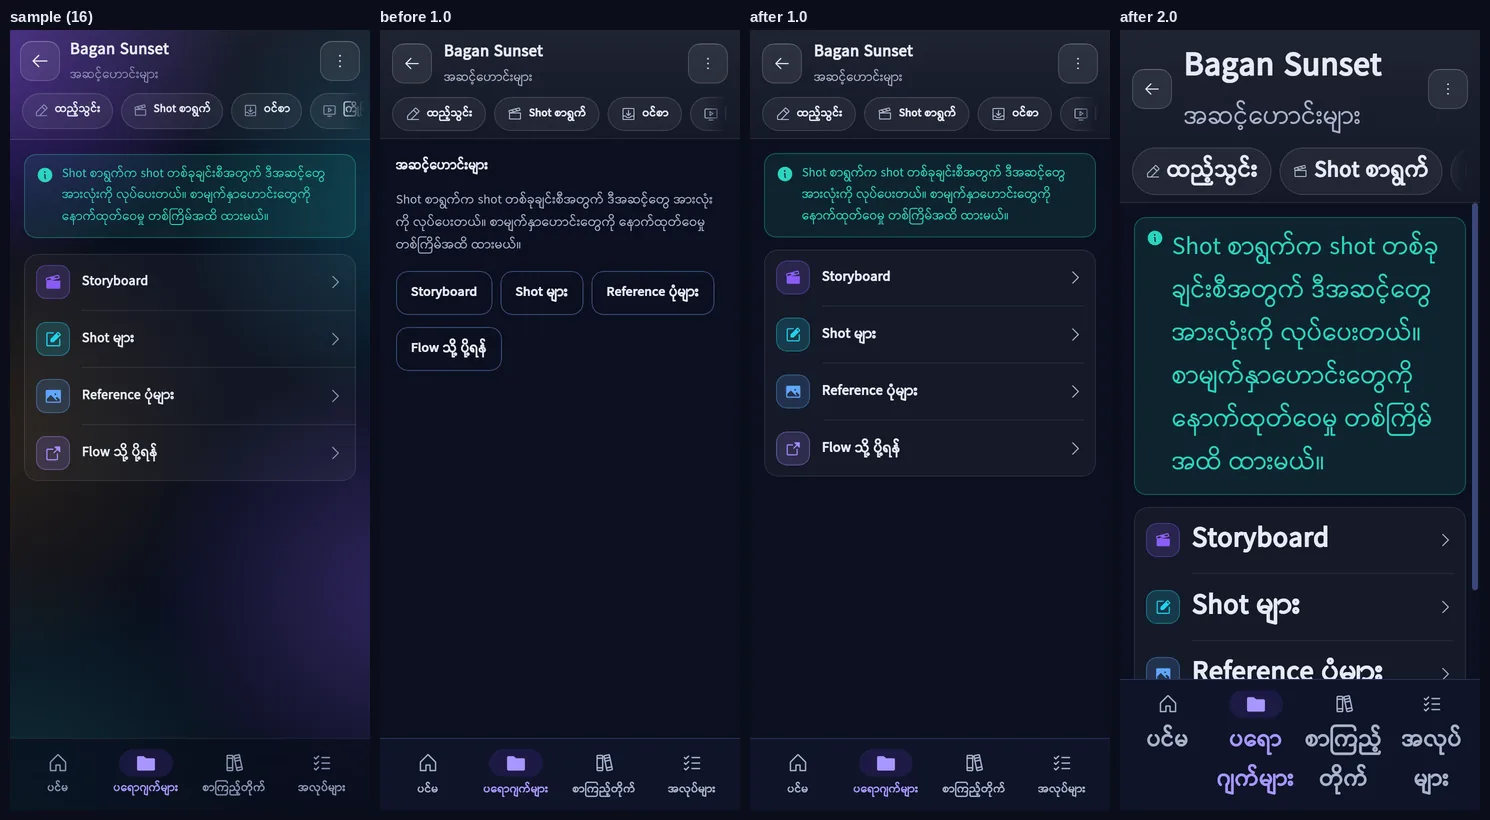 sample (16)
Bagan Sunset
အဆင့်ဟောင်းများ
ထည့်သွင်း
Shot စာရွက်
ဝင်စာ
Shot စာရွက်က shot တစ်ခုချင်းစီအတွက် ဒီအဆင့်တွေ
အားလုံးကို လုပ်ပေးတယ်။ စာမျက်နှာဟောင်းတွေကို
နောက်ထုတ်ဝေမှု တစ်ကြိမ်အထိ ထားမယ်။
Storyboard
Shot များ
Reference ပုံများ
Flow သို့ ပို့ရန်
ပင်မ
ပရောဂျက်များ
စာကြည့်တိုက်
အလုပ်များ
before 1.0
Bagan Sunset
အဆင့်ဟောင်းများ
ထည့်သွင်း
Shot စာရွက်
ဝင်စာ
အဆင့်ဟောင်းများ
Shot စာရွက်က shot တစ်ခုချင်းစီအတွက် ဒီအဆင့်တွေ အားလုံး
ကို လုပ်ပေးတယ်။ စာမျက်နှာဟောင်းတွေကို နောက်ထုတ်ဝေမှု
တစ်ကြိမ်အထိ ထားမယ်။
Storyboard
Shot များ
Reference ပုံများ
Flow သို့ ပို့ရန်
ပင်မ
ပရောဂျက်များ
စာကြည့်တိုက်
အလုပ်များ
after 1.0
Bagan Sunset
အဆင့်ဟောင်းများ
ထည့်သွင်း
Shot စာရွက်
ဝင်စာ
Shot စာရွက်က shot တစ်ခုချင်းစီအတွက် ဒီအဆင့်တွေ
အားလုံးကို လုပ်ပေးတယ်။ စာမျက်နှာဟောင်းတွေကို
နောက်ထုတ်ဝေမှု တစ်ကြိမ်အထိ ထားမယ်။
Storyboard
Shot များ
Reference ပုံများ
Flow သို့ ပို့ရန်
ပင်မ
ပရောဂျက်များ
စာကြည့်တိုက်
အလုပ်များ
after 2.0
Bagan Sunset
အဆင့်ဟောင်းများ
ထည့်သွင်း
Shot စာရွက်
Shot စာရွက်က shot တစ်ခု
ချင်းစီအတွက် ဒီအဆင့်တွေ
အားလုံးကို လုပ်ပေးတယ်။
စာမျက်နှာဟောင်းတွေကို
နောက်ထုတ်ဝေမှု တစ်ကြိမ်
အထိ ထားမယ်။
Storyboard
Shot များ
Reference ပုံများ
ပင်မ
ပရော
ဂျက်များ
စာကြည့်
တိုက်
အလုပ်
များ